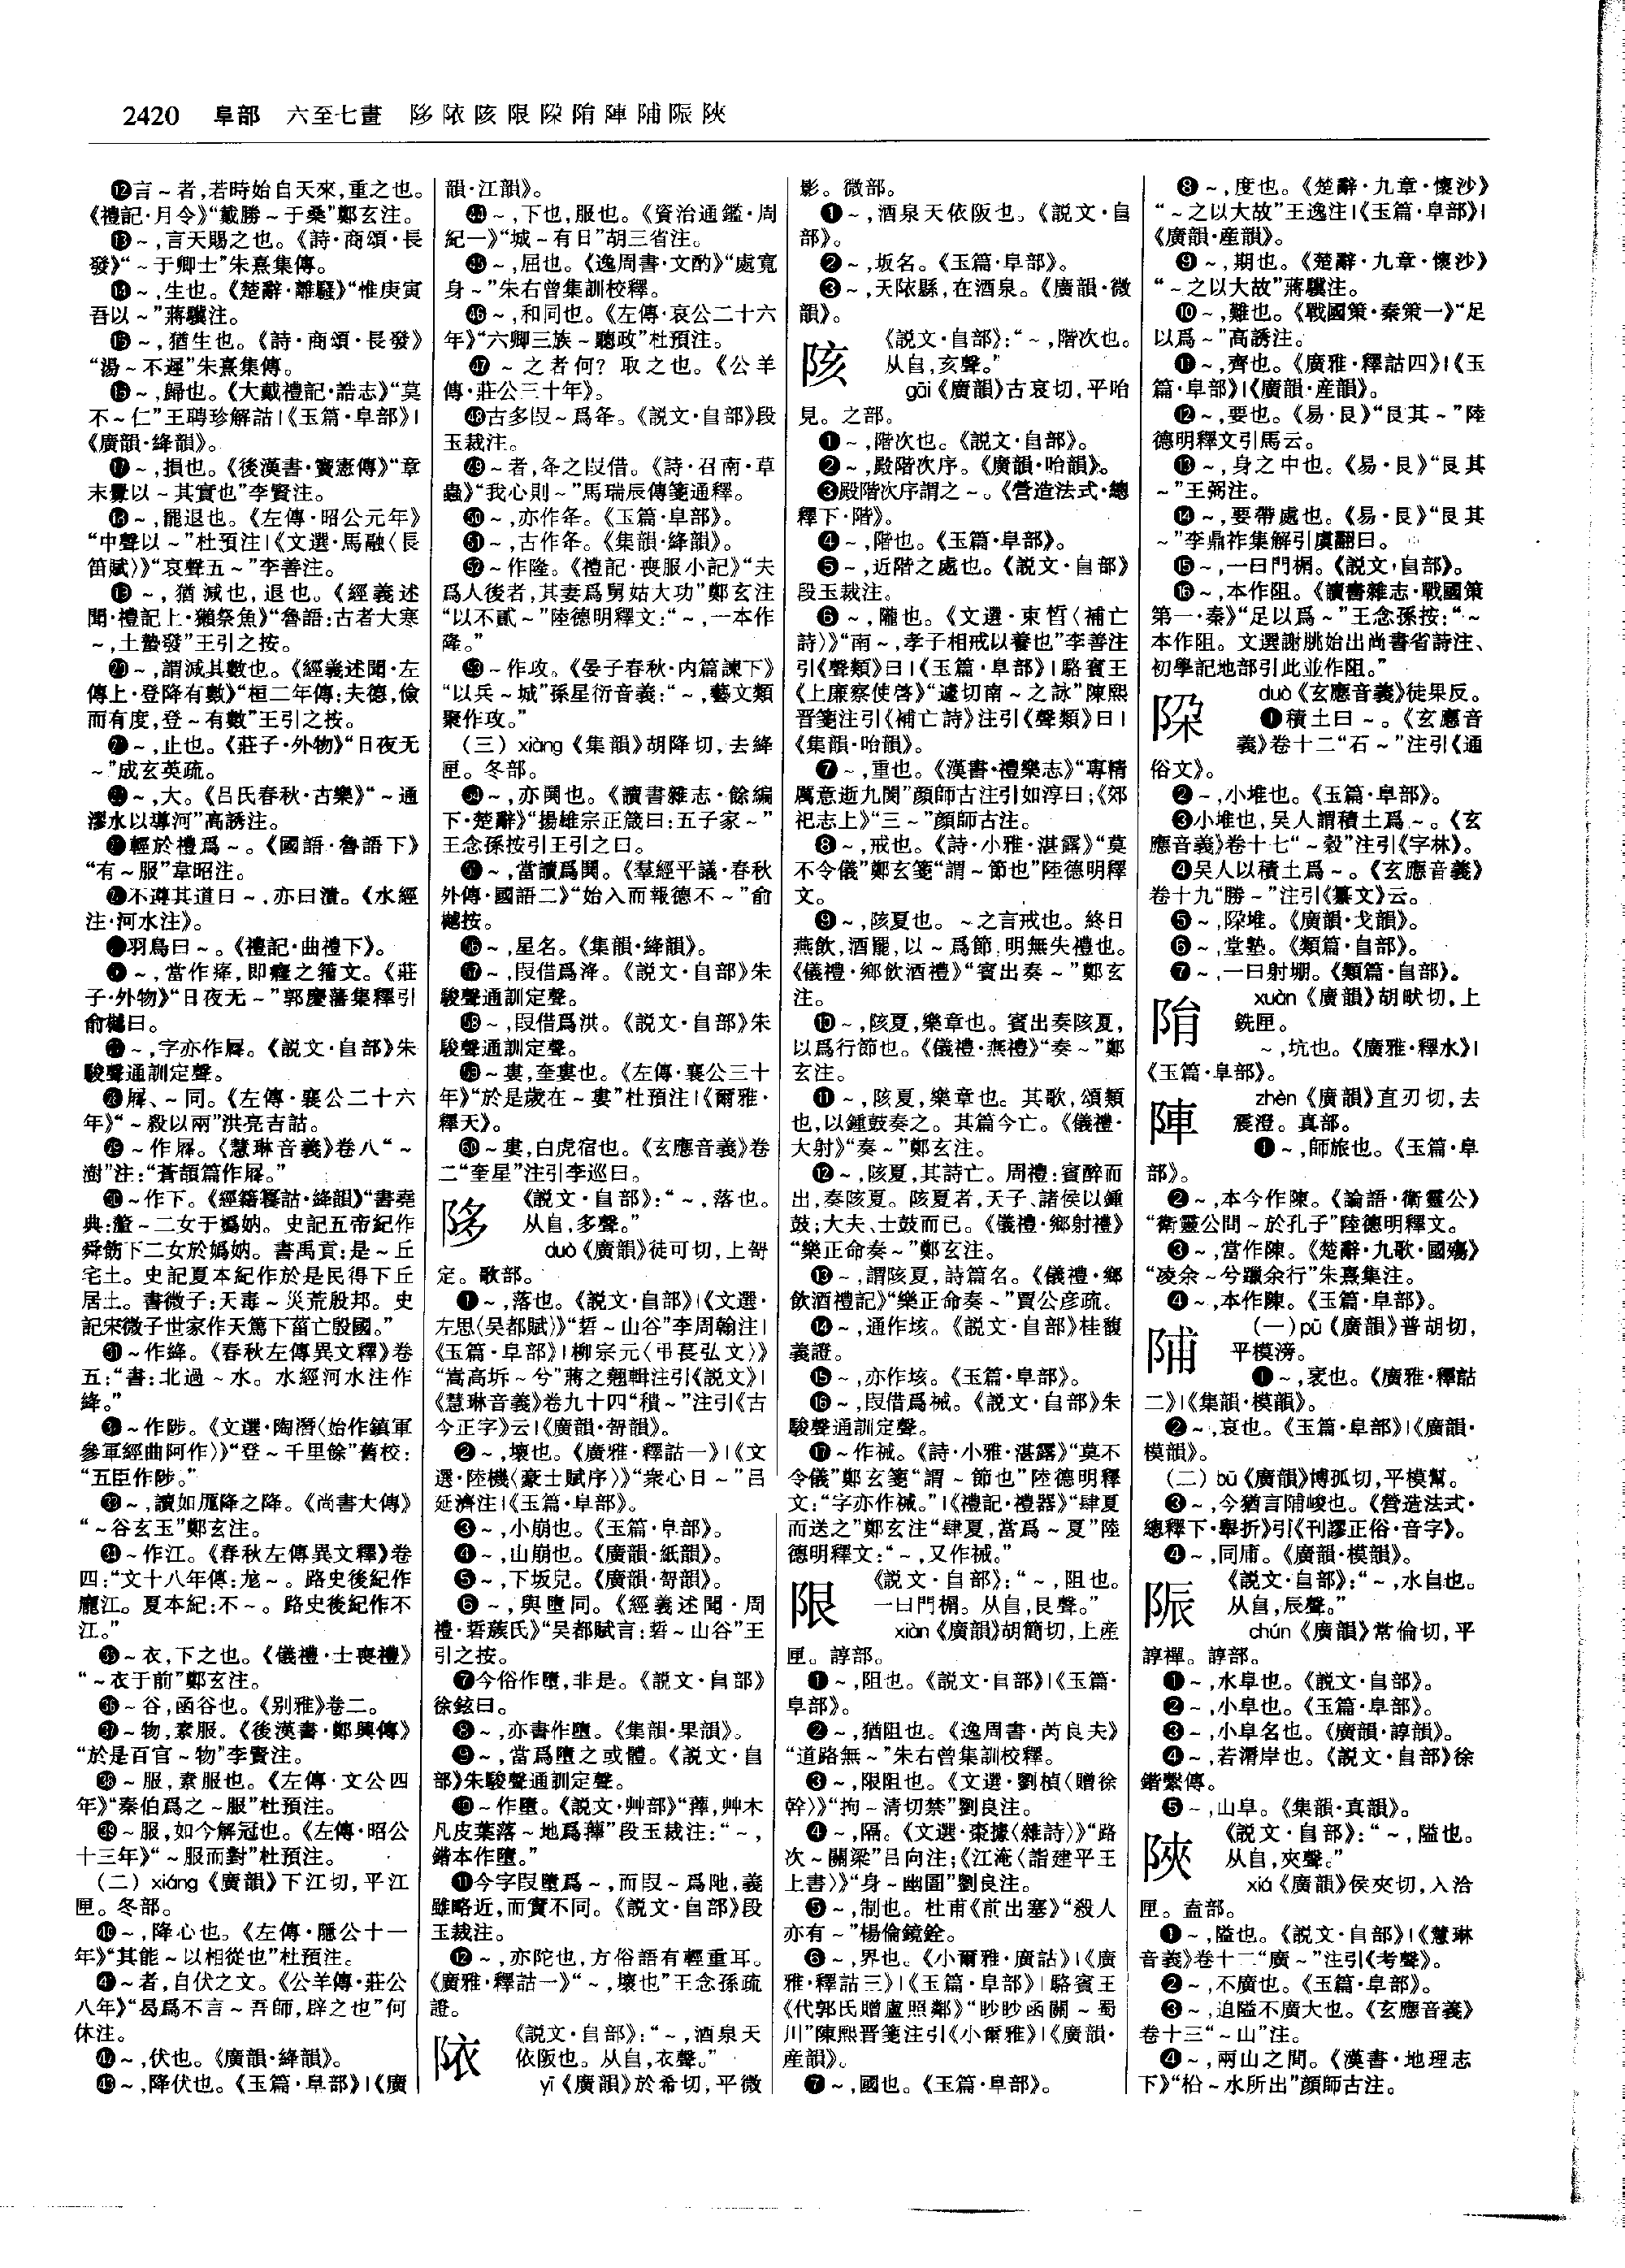 2420 阜部 六至七畫 陊陈陔限陏陗陣陠陙陜
⓬言～者,若時始自天來,重之也。
《禮記·月令》“戴勝～于桑”鄭玄注。
⓭～,言天賜之也。《詩·商頌·長
發》“～于卿士”朱熹集傳。
⓮～,生也。《楚辭·離騷》“惟庚寅
吾以～”蔣驥注。
⓯～,猶生也。《詩·商頌·長發》
“湯～不遲”朱熹集傳。
～,歸也。《大戴禮記·誥志》“莫
不～仁”王聘珍解詁|《玉篇·阜部》|
《廣韻·絳韻》。
⓱～,損也。《後漢書·竇憲傳》“章
末釁以～其實也”李賢注。
⓲～,罷退也。《左傳·昭公元年》
“中聲以～”杜預注|《文選·馬融〈長
笛賦〉》“哀聲五～”李善注。
～,猶減也,退也。《經義述
聞·禮記上·獺祭魚》“魯語:古者大寒
～,土蟄發”王引之按。
⓴～,謂減其數也。《經義述聞·左
傳上·登降有數》“桓二年傳:夫德,儉
而有度,登～有數”王引之按。
～,止也。《莊子·外物》“日夜无
～”成玄英疏。
～,大。《吕氏春秋·古樂》“～通
漻水以導河”高誘注。
輕於禮爲～。《國語·魯語下》
“有～服”韋昭注。
不遵其道曰～,亦曰潰。《水經
注·河水注》。
羽鳥曰～。《禮記·曲禮下》。
～,當作瘴,即癃之籀文。《莊
子·外物》“日夜无～”郭慶藩集釋引
俞樾曰。
～,字亦作屖。《説文·𨸏部》朱
駿聲通訓定聲。
㉘屖、～同。《左傳·襄公二十六
年》“～殺以兩”洪亮吉詁。
㉙～作屖。《慧琳音義》卷八“～
澍”注:“蒼頡篇作屖。”
㉚～作下。《經籍籑詁·絳韻》“書堯
典:釐～二女于嬀妠。史記五帝紀作
舜飭下二女於嬀妠。書禹貢:是～丘
宅土。史記夏本紀作於是民得下丘
居土。書微子:天毒～災荒殷邦。史
記宋微子世家作天篤下菑亡殷國。”
㉛～作絳。《春秋左傳異文釋》卷
五:“書:北過～水。水經河水注作
絳。”
㉜～作陟。《文選·陶潛〈始作鎮軍
參軍經曲阿作〉》“登～千里餘”舊校:
“五臣作陟。”
㉝～,讀如厖降之降。《尚書大傳》
“～谷玄玉”鄭玄注。
㉞～作江。《春秋左傳異文釋》卷
四:“文十八年傳:尨～。路史後紀作
龐江。夏本紀:不～。路史後紀作不
江。”
㉟～衣,下之也。《儀禮·士喪禮》
“～衣于前”鄭玄注。
㊱～谷,函谷也。《别雅》卷二。
㊲～物,素服。《後漢書·鄭興傳》
“於是百官～物”李賢注。
㊳～服,素服也。《左傳·文公四
年》“秦伯爲之～服”杜預注。
㊴～服,如今解冠也。《左傳·昭公
十三年》“～服而對”杜預注。
(二) xiáng《廣韻》下江切,平江
匣。冬部。
㊵～,降心也。《左傳·隱公十一
年》“其能～以相從也”杜預注。
㊶～者,自伏之文。《公羊傳·莊公
八年》“曷爲不言～吾師,辟之也”何
休注。
㊷～,伏也。《廣韻·絳韻》。
㊸～,降伏也。《玉篇·阜部》|《廣
韻·江韻》。
㊹～,下也,服也。《資治通鑑·周
紀一》“城～有日”胡三省注。
㊺～,屈也。《逸周書·文酌》“處寬
身～”朱右曾集訓校釋。
㊻～,和同也。《左傳·哀公二十六
年》“六卿三族～聽政”杜預注。
㊼～之者何? 取之也。《公羊
傳·莊公三十年》。
㊽古多叚～爲夅。《説文·𨸏部》段
玉裁注。
㊾～者,夅之叚借。《詩·召南·草
蟲》“我心則～”馬瑞辰傳箋通釋。
㊿～,亦作夅。《玉篇·阜部》。
～,古作夅。《集韻·絳韻》。
～作隆。《禮記·喪服小記》“夫
爲人後者,其妻爲舅姑大功”鄭玄注
“以不貳～”陸德明釋文:“～,一本作
隆。”
～作攻。《晏子春秋·内篇諫下》
“以兵～城”孫星衍音義:“～,藝文類
聚作攻。”
(三) xiàng《集韻》胡降切,去絳
匣。冬部。
～,亦鬨也。《讀書雜志·餘編
下·楚辭》“揚雄宗正箴曰:五子家～”
王念孫按引王引之曰。
～,當讀爲鬨。《羣經平議·春秋
外傳·國語二》“始入而報德不～”俞
樾按。
～,星名。《集韻·絳韻》。
～,叚借爲洚。《説文·𨸏部》朱
駿聲通訓定聲。
～,叚借爲洪。《説文·𨸏部》朱
駿聲通訓定聲。
～婁,奎婁也。《左傳·襄公三十
年》“於是歲在～婁”杜預注|《爾雅·
釋天》。
～婁,白虎宿也。《玄應音義》卷
二“奎星”注引李巡曰。
陊 《説文·𨸏部》:“～,落也。
从𨸏,多聲。”
duò《廣韻》徒可切,上哿
定。歌部。
❶～,落也。《説文·𨸏部》|《文選·
左思〈吴都賦〉》“硩～山谷”李周翰注|
《玉篇·阜部》|柳宗元〈弔萇弘文〉》
“嵩高坼～兮”蔣之翹輯注引《説文》|
《慧琳音義》卷九十四“積～”注引《古
今正字》云|《廣韻·哿韻》。
❷～,壞也。《廣雅·釋詁一》|《文
選·陸機〈豪士賦序〉》“衆心日～”吕
延濟注|《玉篇·阜部》。
❸～,小崩也。《玉篇·阜部》。
❹～,山崩也。《廣韻·紙韻》。
❺～,下坂皃。《廣韻·哿韻》。
❻～,與墮同。《經義述聞·周
禮·硩蔟氏》“吴都賦言:硩～山谷”王
引之按。
❼今俗作墮,非是。《説文·𨸏部》
徐鉉曰。
❽～,亦書作墮。《集韻·果韻》。
❾～,當爲墮之或體。《説文·𨸏
部》朱駿聲通訓定聲。
❿～作墮。《説文·艸部》“蘀,艸木
凡皮葉落～地爲蘀”段玉裁注:“～,
鍇本作墮。”
⓫今字叚墮爲～,而叚～爲阤,義
雖略近,而實不同。《説文·𨸏部》段
玉裁注。
⓬～,亦陀也,方俗語有輕重耳。
《廣雅·釋詁一》“～,壞也”王念孫疏
證。
陈 《説文·𨸏部》:“～,酒泉天
依阪也。从𨸏,衣聲。”
yī《廣韻》於希切,平微
影。微部。
❶～,酒泉天依阪也。《説文·𨸏
部》。
❷～,坂名。《玉篇·阜部》。
❸～,天陈縣,在酒泉。《廣韻·微
韻》。
陔 《説文·𨸏部》:“～,階次也。
从𨸏,亥聲。”
gāi《廣韻》古哀切,平咍
見。之部。
❶～,階次也。《説文·𨸏部》。
❷～,殿階次序。《廣韻·咍韻》。
❸殿階次序謂之～。《營造法式·總
釋下·階》。
❹～,階也。《玉篇·阜部》。
❺～,近階之處也。《説文·𨸏部》
段玉裁注。
❻～,隴也。《文選·束晳〈補亡
詩〉》“南～,孝子相戒以養也”李善注
引《聲類》曰|《玉篇·阜部》|駱賓王
《上廉察使啓》“遽切南～之詠”陳熙
晉箋注引《補亡詩》注引《聲類》曰|
《集韻·咍韻》。
❼～,重也。《漢書·禮樂志》“專精
厲意逝九閡”顔師古注引如淳曰;《郊
祀志上》“三～”顔師古注。
❽～,戒也。《詩·小雅·湛露》“莫
不令儀”鄭玄箋“謂～節也”陸德明釋
文。
❾～,陔夏也。～之言戒也。終日
燕飲,酒罷,以～爲節,明無失禮也。
《儀禮·鄉飲酒禮》“賓出奏～”鄭玄
注。
❿～,陔夏,樂章也。賓出奏陔夏,
以爲行節也。《儀禮·燕禮》“奏～”鄭
玄注。
⓫～,陔夏,樂章也。其歌,頌類
也,以鍾鼓奏之。其篇今亡。《儀禮·
大射》“奏～”鄭玄注。
⓬～,陔夏,其詩亡。周禮:賓醉而
出,奏陔夏。陔夏者,天子、諸侯以鍾
鼓;大夫、士鼓而已。《儀禮·鄉射禮》
“樂正命奏～”鄭玄注。
⓭～,謂陔夏,詩篇名。《儀禮·鄉
飲酒禮記》“樂正命奏～”賈公彦疏。
⓮～,通作垓。《説文·𨸏部》桂馥
義證。
⓯～,亦作垓。《玉篇·阜部》。
⓰～,叚借爲祴。《説文·𨸏部》朱
駿聲通訓定聲。
⓱～作祴。《詩·小雅·湛露》“莫不
令儀”鄭玄箋“謂～節也”陸德明釋
文:“字亦作祴。”|《禮記·禮器》“肆夏
而送之”鄭玄注“肆夏,當爲～夏”陸
德明釋文:“～,又作祴。”
限 《説文·𨸏部》:“～,阻也。
一曰門榍。从𨸏,艮聲。”
xiàn《廣韻》胡簡切,上産
匣。諄部。
❶～,阻也。《説文·𨸏部》|《玉篇·
阜部》。
❷～,猶阻也。《逸周書·芮良夫》
“道路無～”朱右曾集訓校釋。
❸～,限阻也。《文選·劉楨〈贈徐
幹〉》“拘～清切禁”劉良注。
❹～,隔。《文選·棗據〈雜詩〉》“路
次～關梁”吕向注;《江淹〈詣建平王
上書〉》“身～幽圄”劉良注。
❺～,制也。杜甫《前出塞》“殺人
亦有～”楊倫鏡銓。
❻～,界也。《小爾雅·廣詁》|《廣
雅·釋詁三》|《玉篇·阜部》|駱賓王
《代郭氏贈盧照鄰》“眇眇函關～蜀
川”陳熙晉箋注引《小爾雅》|《廣韻·
産韻》。
❼～,國也。《玉篇·阜部》。
❽～,度也。《楚辭·九章·懷沙》
“～之以大故”王逸注|《玉篇·阜部》|
《廣韻·産韻》。
❾～,期也。《楚辭·九章·懷沙》
“～之以大故”蔣驥注。
❿～,難也。《戰國策·秦策一》“足
以爲～”高誘注。
⓫～,齊也。《廣雅·釋詁四》|《玉
篇·阜部》|《廣韻·産韻》。
⓬～,要也。《易·艮》“艮其～”陸
德明釋文引馬云。
⓭～,身之中也。《易·艮》“艮其
～”王弼注。
⓮～,要帶處也。《易·艮》“艮其
～”李鼎祚集解引虞翻曰。
⓯～,一曰門榍。《説文·𨸏部》。
⓰～,本作阻。《讀書雜志·戰國策
第一·秦》“足以爲～”王念孫按:“～
本作阻。文選謝朓始出尚書省詩注、
初學記地部引此並作阻。”
duò《玄應音義》徒果反。
❶積土曰～。《玄應音
義》卷十二“石～”注引《通
俗文》。
❷～,小堆也。《玉篇·阜部》。
❸小堆也,吴人謂積土爲～。《玄
應音義》卷十七“～縠”注引《字林》。
❹吴人以積土爲～。《玄應音義》
卷十九“勝～”注引《纂文》云。
❺～,陊堆。《廣韻·戈韻》。
❻～,堂塾。《類篇·𨸏部》。
❼～,一曰射堋。《類篇·𨸏部》。
xuàn《廣韻》胡畎切,上
銑匣。
～,坑也。《廣雅·釋水》|
《玉篇·阜部》。
陣 zhèn《廣韻》直刃切,去
震澄。真部。
❶～,師旅也。《玉篇·阜
部》。
❷～,本今作陳。《論語·衛靈公》
“衛靈公問～於孔子”陸德明釋文。
❸～,當作陳。《楚辭·九歌·國殤》
“凌余～兮躐余行”朱熹集注。
❹～,本作陳。《玉篇·阜部》。
陠 (一)pū《廣韻》普胡切,
平模滂。
❶～,衺也。《廣雅·釋詁
二》|《集韻·模韻》。
❷～,哀也。《玉篇·阜部》|《廣韻·
模韻》。
(二) bū《廣韻》博孤切,平模幫。
❸～,今猶言陠峻也。《營造法式·
總釋下·舉折》引《刊謬正俗·音字》。
❹～,同庯。《廣韻·模韻》。
陙 《説文·𨸏部》:“～,水𨸏也。
从𨸏,辰聲。”
chún《廣韻》常倫切,平
諄禪。諄部。
❶～,水阜也。《説文·𨸏部》。
❷～,小阜也。《玉篇·阜部》。
❸～,小阜名也。《廣韻·諄韻》。
❹～,若漘岸也。《説文·𨸏部》徐
鍇繫傳。
❺～,山阜。《集韻·真韻》。
陜 《説文·𨸏部》:“～,隘也。
从𨸏,夾聲。”
xiá《廣韻》侯夾切,入洽
匣。盍部。
❶～,隘也。《説文·𨸏部》|《慧琳
音義》卷十二“廣～”注引《考聲》。
❷～,不廣也。《玉篇·阜部》。
❸～,迫隘不廣大也。《玄應音義》
卷十三“～山”注。
❹～,兩山之間。《漢書·地理志
下》“枱～水所出”顔師古注。